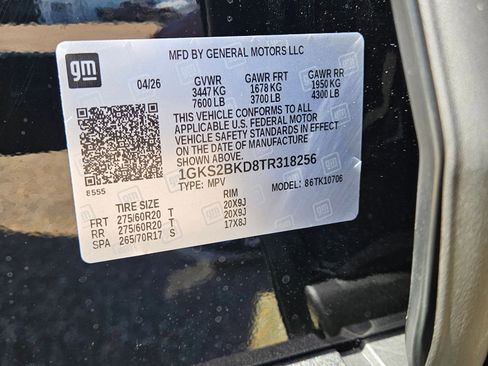 gm
MFD BY GENERAL MOTORS LLC
04/26 GVWR GAWR FRT GAWR RR
3447 KG 1678 KG 1950 KG
7600 LB 3700 LB 4300 LB
THIS VEHICLE CONFORMS TO ALL
APPLICABLE U.S. FEDERAL MOTOR
VEHICLE SAFETY STANDARDS IN EFFECT
ON THE DATE OF MANUFACTURE
SHOWN ABOVE.
1GKS2BKD8TR318256
E555 TYPE: MPV MODEL: 86TK10706
TIRE SIZE RIM
FRT 275/60R20 T 20X9J
RR 275/60R20 T 20X9J
SPA 265/70R17 S 17X8J